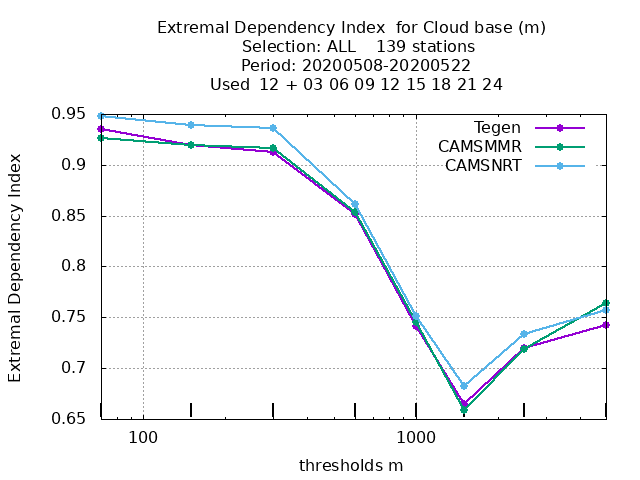 Extremal Dependency Index  for Cloud base (m)
Selection: ALL    139 stations
Period: 20200508-20200522
Used  12 + 03 06 09 12 15 18 21 24
Tegen
CAMSMMR
CAMSNRT
0.95
0.9
0.85
0.8
0.75
0.7
0.65
Extremal Dependency Index
100
1000
thresholds m